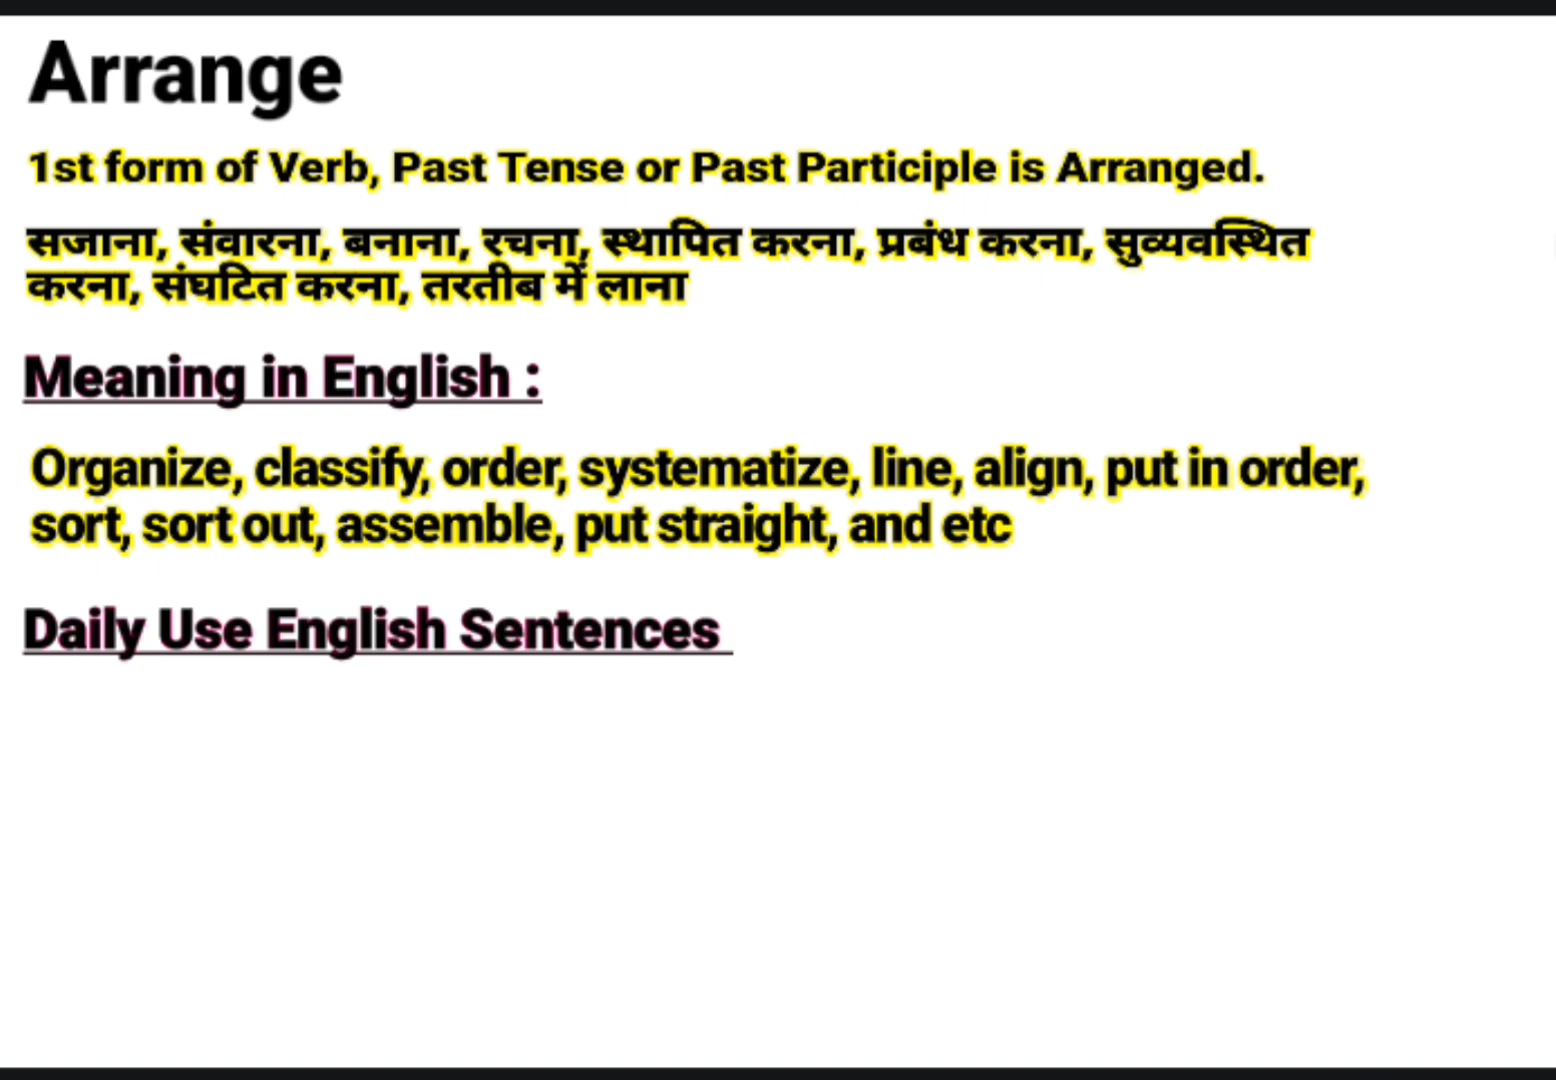 Arrange
1st form of Verb, Past Tense or Past Participle is Arranged.
सजाना, संवारना, बनाना, रचना, स्थापित करना, प्रबंध करना, सुव्यवस्थित
करना, संघटित करना, तरतीब में लाना
Meaning in English :
Organize, classify, order, systematize, line, align, put in order,
sort, sort out, assemble, put straight, and etc
Daily Use English Sentences